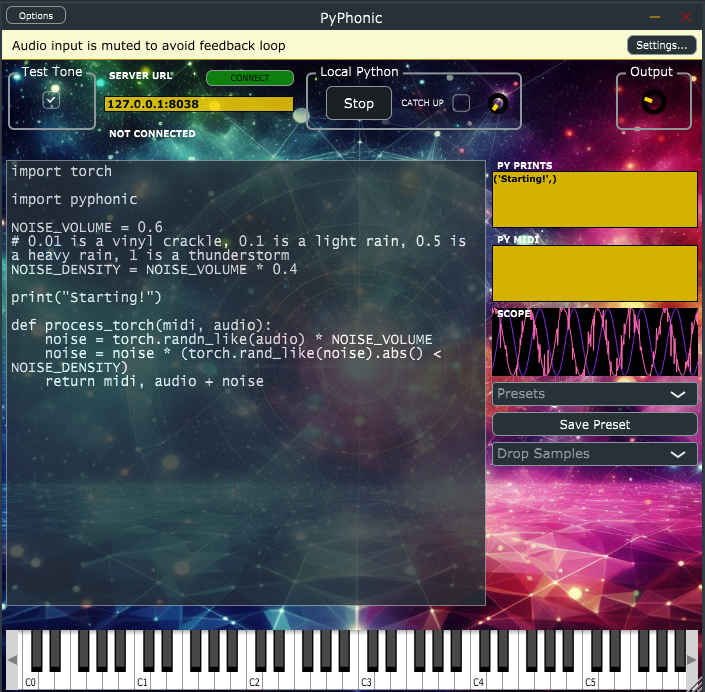 Options
PyPhonic
Audio input is muted to avoid feedback loop
Settings...
Test Tone
SERVER URL
CONNECT
127.0.0.1:8038
NOT CONNECTED
Local Python
Stop
CATCH UP
Output
import torch
import pyphonic
NOISE_VOLUME = 0.6
# 0.01 is a vinyl crackle, 0.1 is a light rain, 0.5 is
a heavy rain, 1 is a thunderstorm
NOISE_DENSITY = NOISE_VOLUME * 0.4
print("Starting!")
def process_torch(midi, audio):
    noise = torch.randn_like(audio) * NOISE_VOLUME
    noise = noise * (torch.rand_like(noise).abs() <
NOISE_DENSITY)
    return midi, audio + noise
PY PRINTS
('Starting!',)
PY MIDI
SCOPE
Presets
Save Preset
Drop Samples
C0 C1 C2 C3 C4 C5